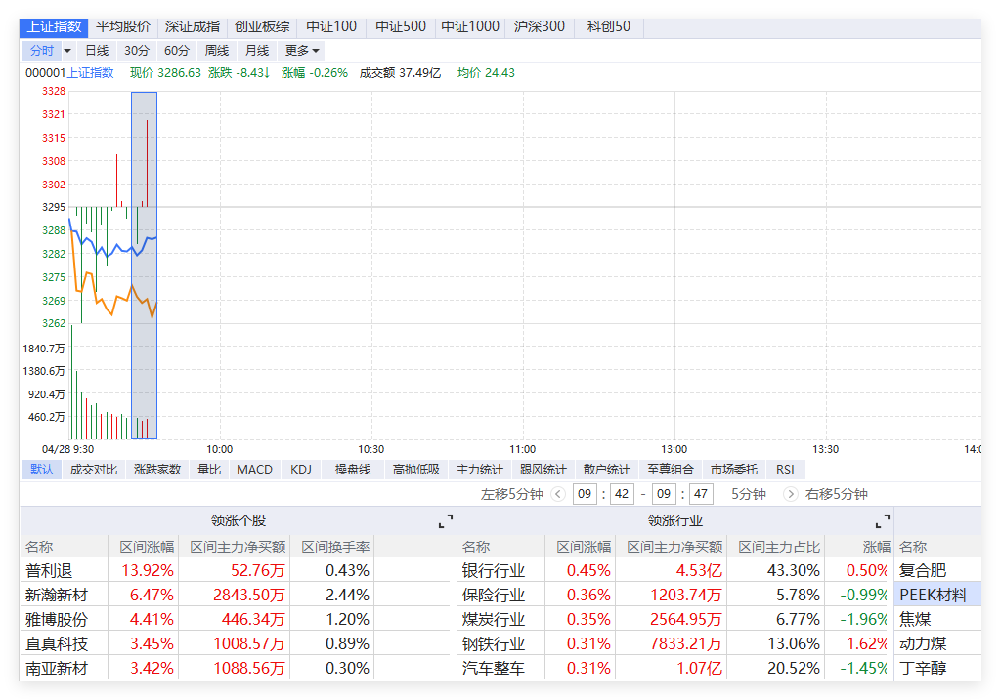 上证指数 平均股价 深证成指 创业板综 中证100 中证500 中证1000 沪深300 科创50
分时 日线 30分 60分 周线 月线 更多
000001上证指数 现价 3286.63 涨跌 -8.43↓ 涨幅 -0.26% 成交额 37.49亿 均价 24.43
3328
3321
3315
3308
3302
3295
3288
3282
3275
3269
3262
1840.7万
1380.6万
920.4万
460.2万
04/28 9:30 10:00 10:30 11:00 13:00 13:30 14:0
默认 成交对比 涨跌家数 量比 MACD KDJ 操盘线 高抛低吸 主力统计 跟风统计 散户统计 至尊组合 市场委托 RSI
左移5分钟 09 : 42 - 09 : 47 5分钟 右移5分钟
领涨个股 领涨行业
名称 区间涨幅 区间主力净买额 区间换手率 名称 区间涨幅 区间主力净买额 区间主力占比 涨幅 名称
普利退 13.92% 52.76万 0.43% 银行行业 0.45% 4.53亿 43.30% 0.50% 复合肥
新瀚新材 6.47% 2843.50万 2.44% 保险行业 0.36% 1203.74万 5.78% -0.99% PEEK材料
雅博股份 4.41% 446.34万 1.20% 煤炭行业 0.35% 2564.95万 6.77% -1.96% 焦煤
直真科技 3.45% 1008.57万 0.89% 钢铁行业 0.31% 7833.21万 13.06% 1.62% 动力煤
南亚新材 3.42% 1088.56万 0.30% 汽车整车 0.31% 1.07亿 20.52% -1.45% 丁辛醇